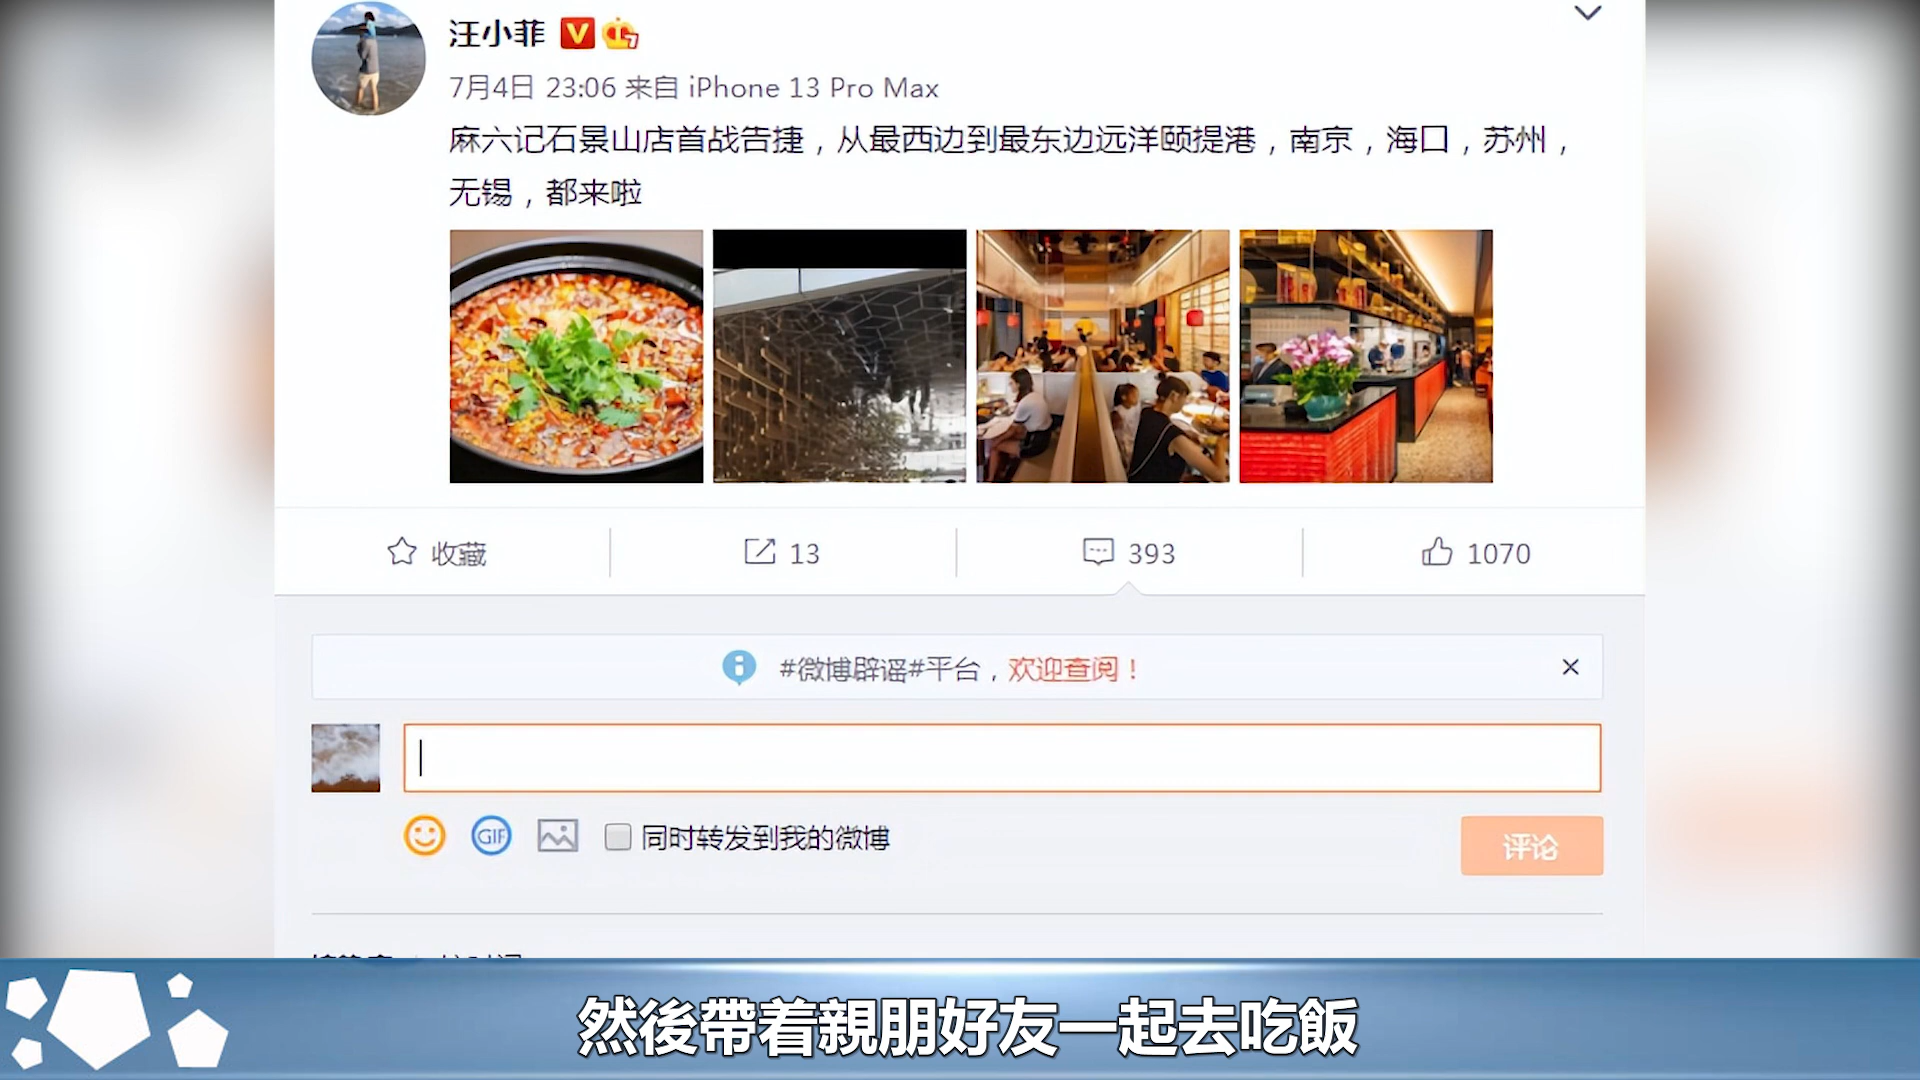 汪小菲
7月4日 23:06 来自 iPhone 13 Pro Max
麻六记石景山店首战告捷，从最西边到最东边远洋颐提港，南京，海口，苏州，
无锡，都来啦
收藏
13
393
1070
#微博辟谣#平台，欢迎查阅！
GIF
同时转发到我的微博
评论
然後帶着親朋好友一起去吃飯